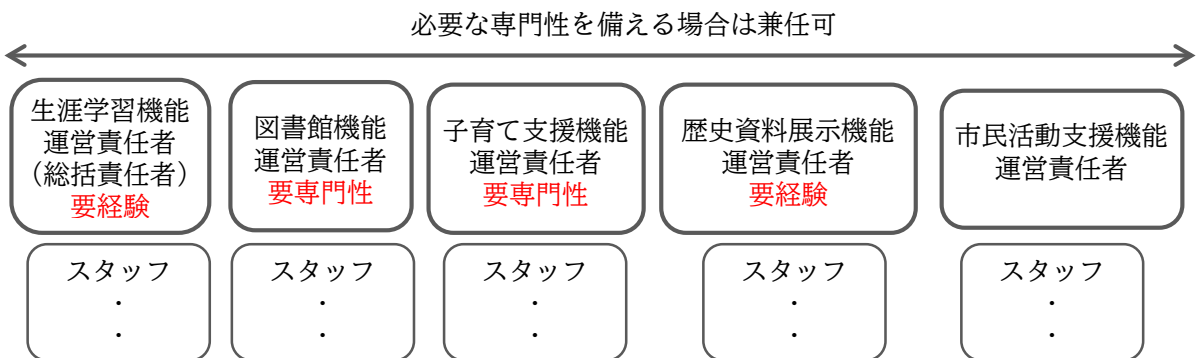 必要な専門性を備える場合は兼任可
生涯学習機能
運営責任者
（総括責任者）
要経験
図書館機能
運営責任者
要専門性
子育て支援機能
運営責任者
要専門性
歴史資料展示機能
運営責任者
要経験
市民活動支援機能
運営責任者
スタッフ
・
・
スタッフ
・
・
スタッフ
・
・
スタッフ
・
・
スタッフ
・
・